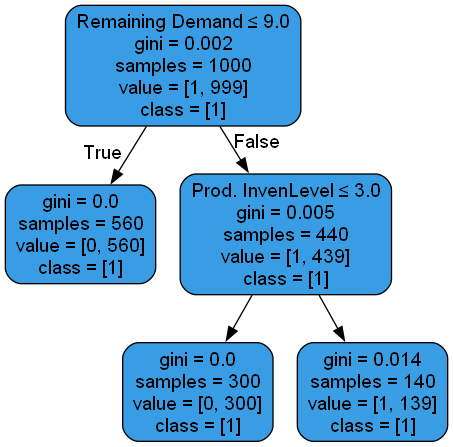 Remaining Demand ≤ 9.0
gini = 0.002
samples = 1000
value = [1, 999]
class = [1]
True
False
gini = 0.0
samples = 560
value = [0, 560]
class = [1]
Prod. InvenLevel ≤ 3.0
gini = 0.005
samples = 440
value = [1, 439]
class = [1]
gini = 0.0
samples = 300
value = [0, 300]
class = [1]
gini = 0.014
samples = 140
value = [1, 139]
class = [1]